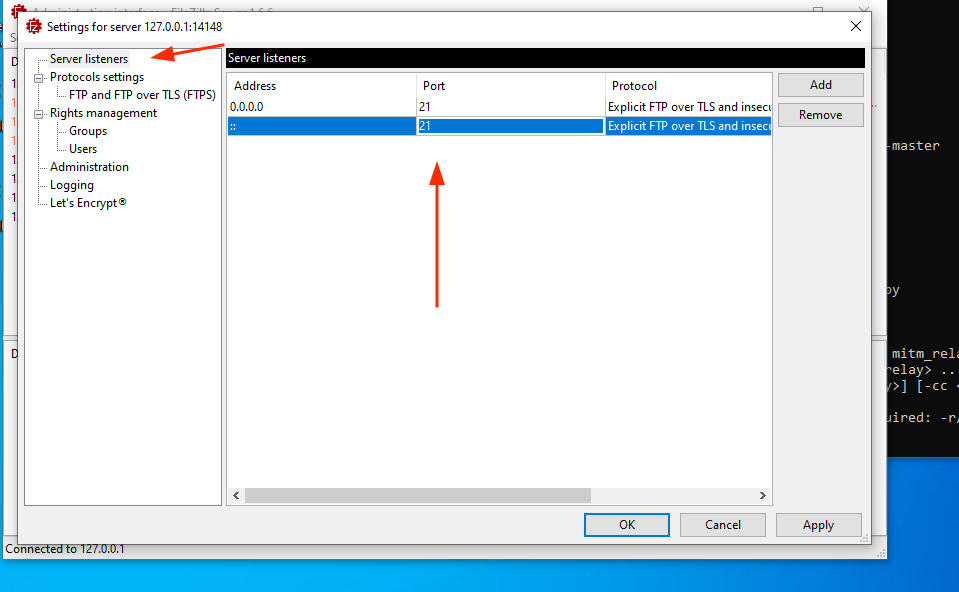 Settings for server 127.0.0.1:14148
Server listeners
Protocols settings
FTP and FTP over TLS (FTPS)
Rights management
Groups
Users
Administration
Logging
Let's Encrypt®
Server listeners
Address Port Protocol
0.0.0.0 21 Explicit FTP over TLS and insecu
:: 21 Explicit FTP over TLS and insecu
Add
Remove
OK Cancel Apply
Connected to 127.0.0.1
-master
py
mitm_rela
relay> ..
y>] [-cc <
uired: -r/